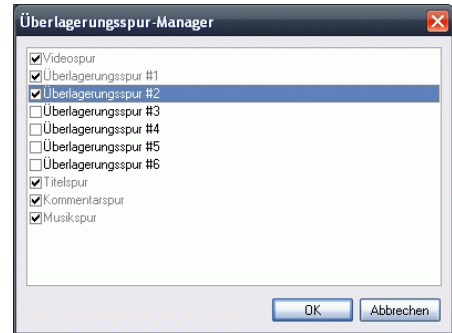 Überlagerungsspur-Manager
Videospur
Überlagerungsspur #1
Überlagerungsspur #2
Überlagerungsspur #3
Überlagerungsspur #4
Überlagerungsspur #5
Überlagerungsspur #6
Titelspur
Kommentarspur
Musikspur
OK Abbrechen